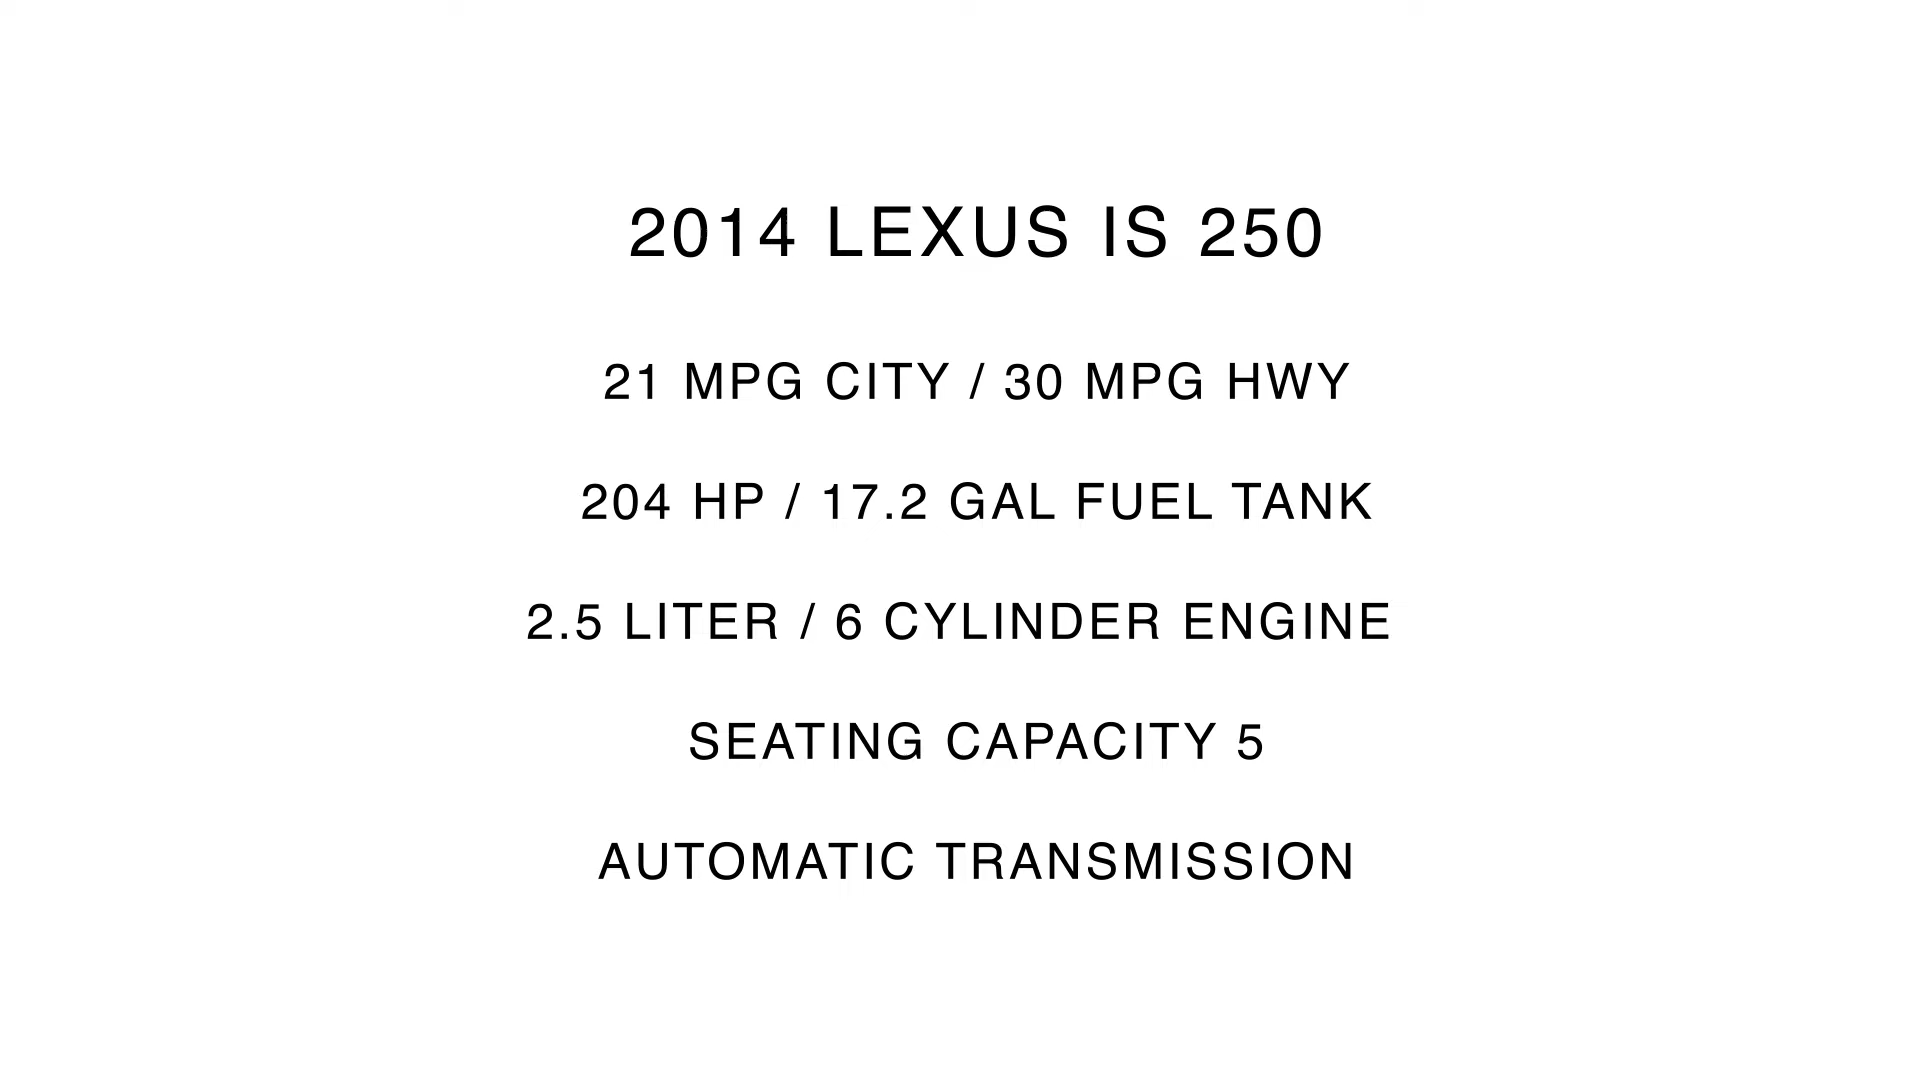 2014 LEXUS IS 250
21 MPG CITY / 30 MPG HWY
204 HP / 17.2 GAL FUEL TANK
2.5 LITER / 6 CYLINDER ENGINE
SEATING CAPACITY 5
AUTOMATIC TRANSMISSION